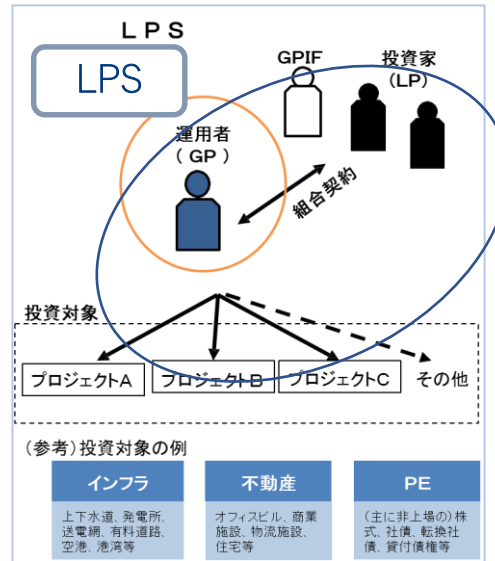 LPS
LPS
GPIF
投資家
(LP)
運用者
(GP)
組合契約
投資対象
プロジェクトA
プロジェクトB
プロジェクトC
その他
(参考)投資対象の例
インフラ
上下水道、発電所、
送電網、有料道路、
空港、港湾等
不動産
オフィスビル、商業
施設、物流施設、
住宅等
PE
(主に非上場の)株
式、社債、転換社
債、貸付債権等